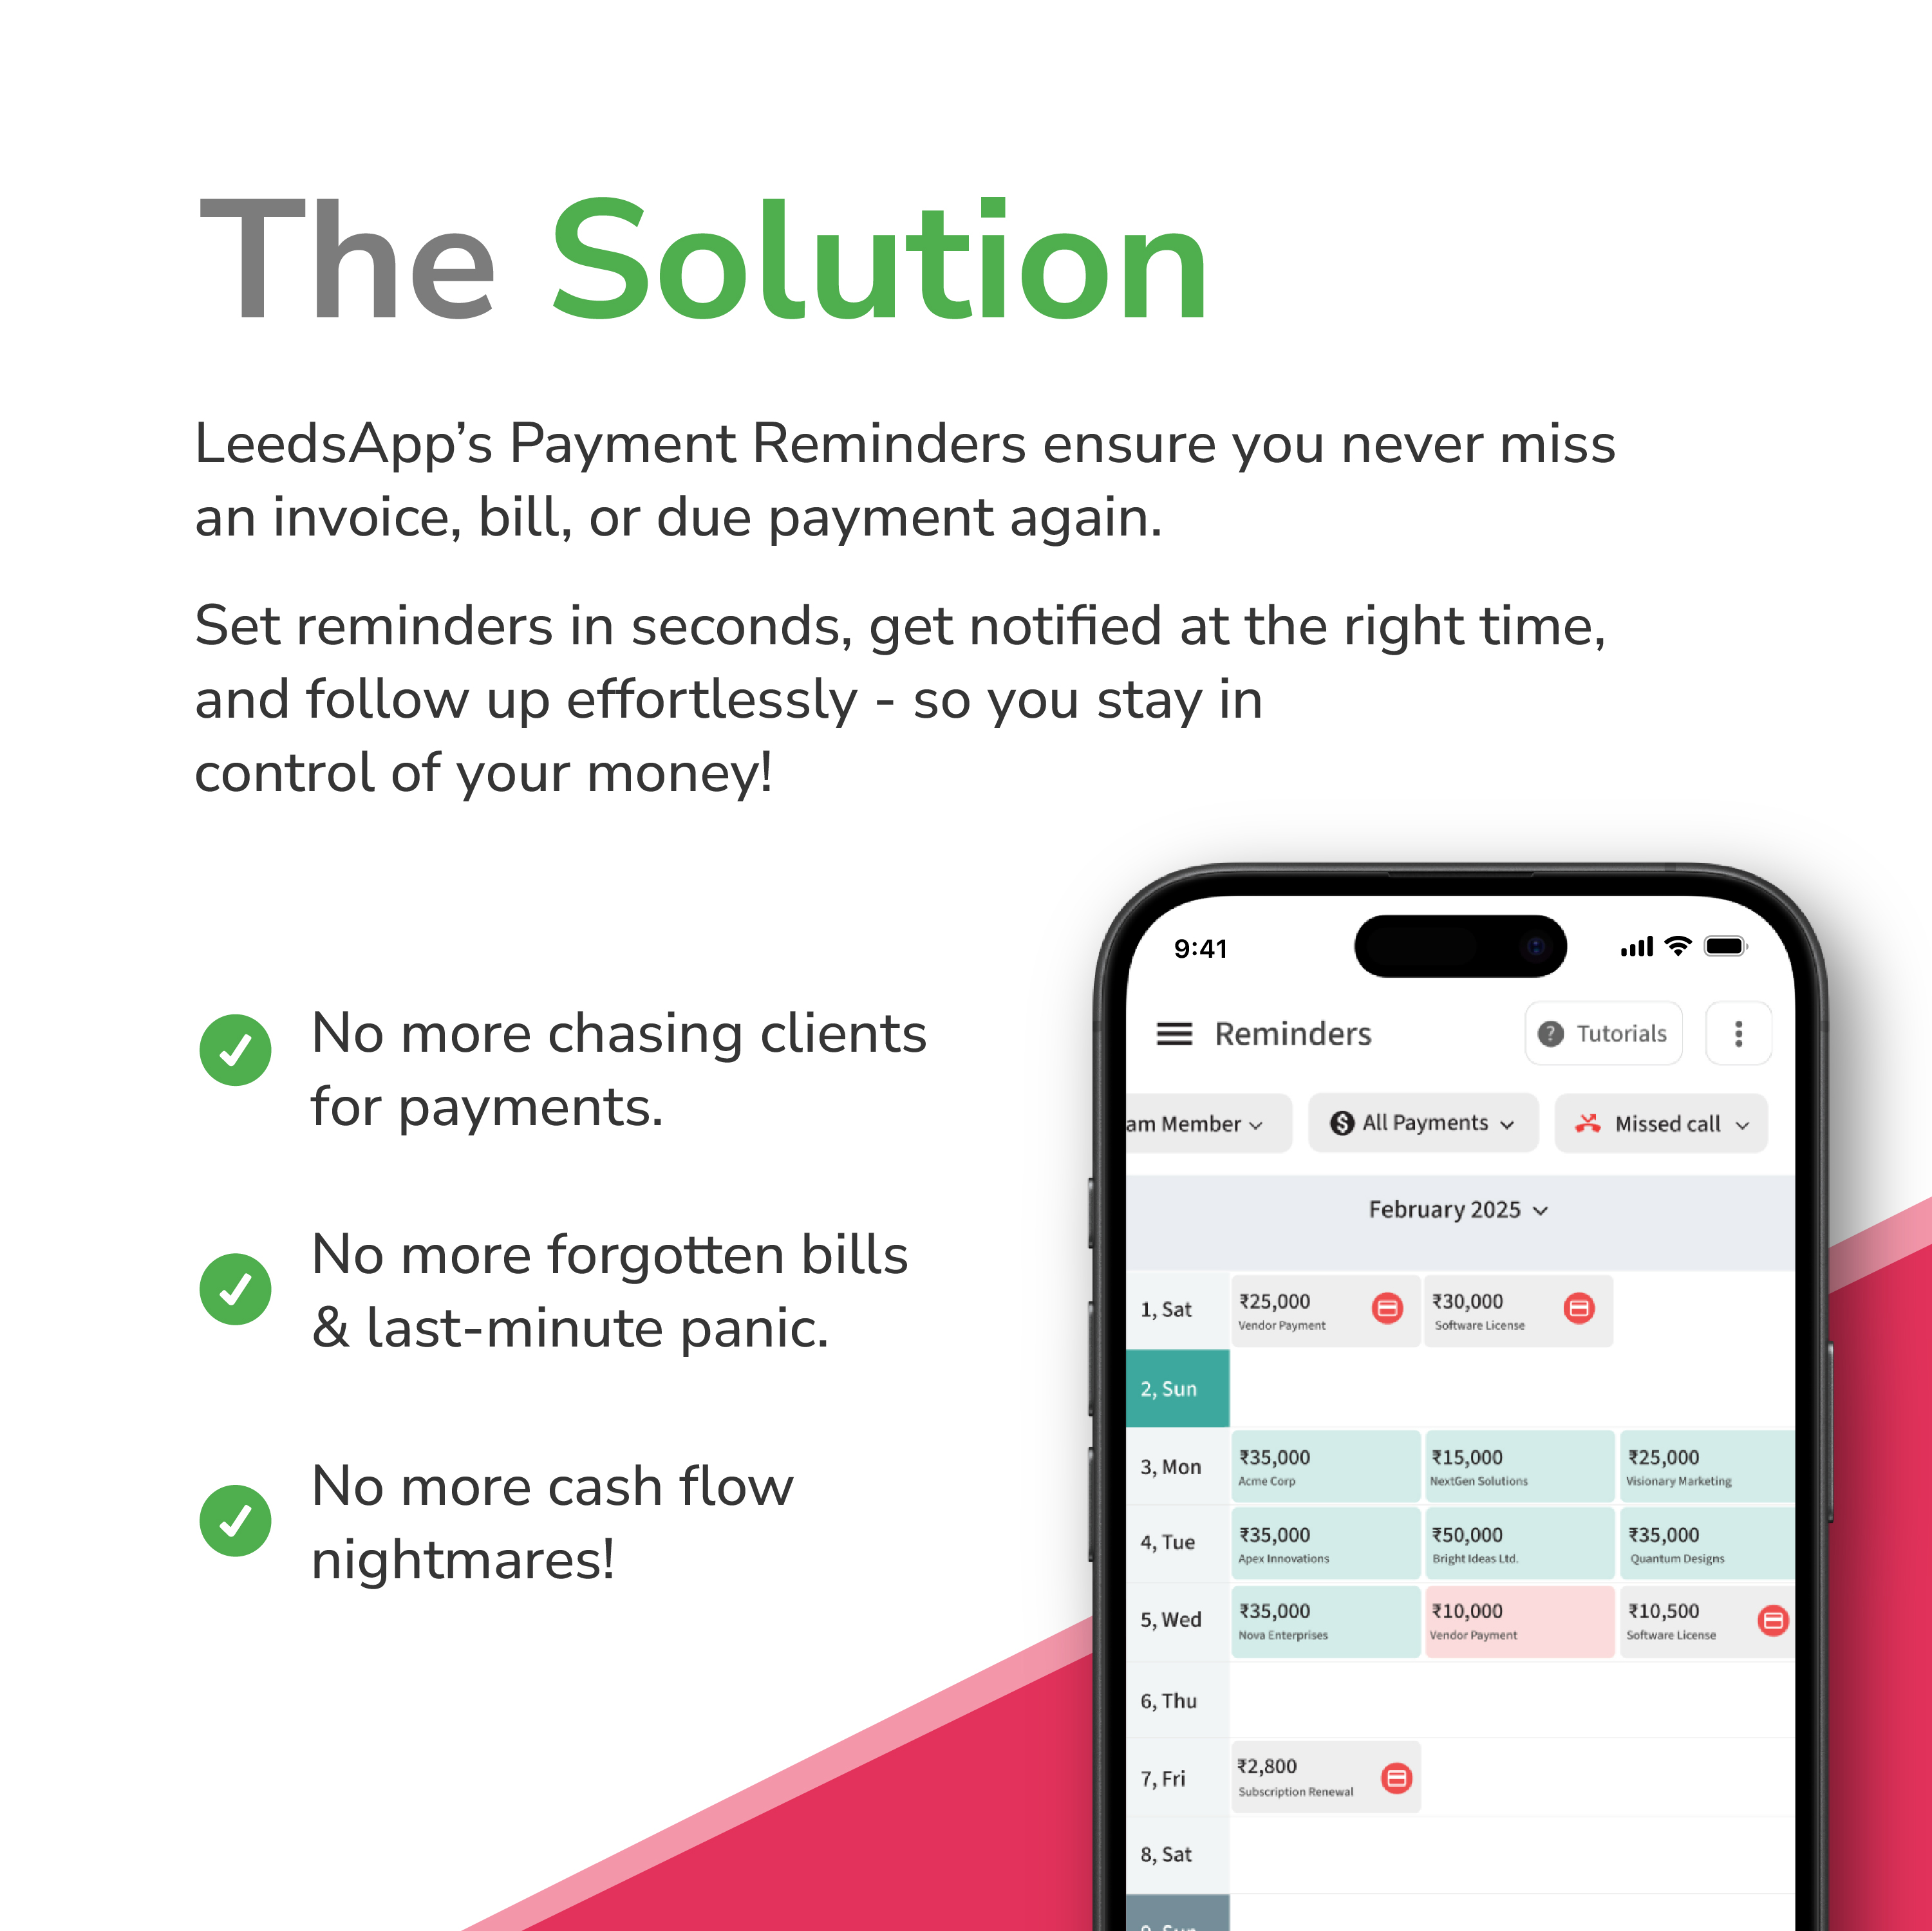 The Solution
LeedsApp’s Payment Reminders ensure you never miss
an invoice, bill, or due payment again.
Set reminders in seconds, get notified at the right time,
and follow up effortlessly - so you stay in
control of your money!
No more chasing clients
for payments.
No more forgotten bills
& last-minute panic.
No more cash flow
nightmares!
9:41
Reminders
? Tutorials
am Member
$ All Payments
Missed call
February 2025
1, Sat
₹25,000
Vendor Payment
₹30,000
Software License
2, Sun
3, Mon
₹35,000
Acme Corp
₹15,000
NextGen Solutions
₹25,000
Visionary Marketing
4, Tue
₹35,000
Apex Innovations
₹50,000
Bright Ideas Ltd.
₹35,000
Quantum Designs
5, Wed
₹35,000
Nova Enterprises
₹10,000
Vendor Payment
₹10,500
Software License
6, Thu
7, Fri
₹2,800
Subscription Renewal
8, Sat